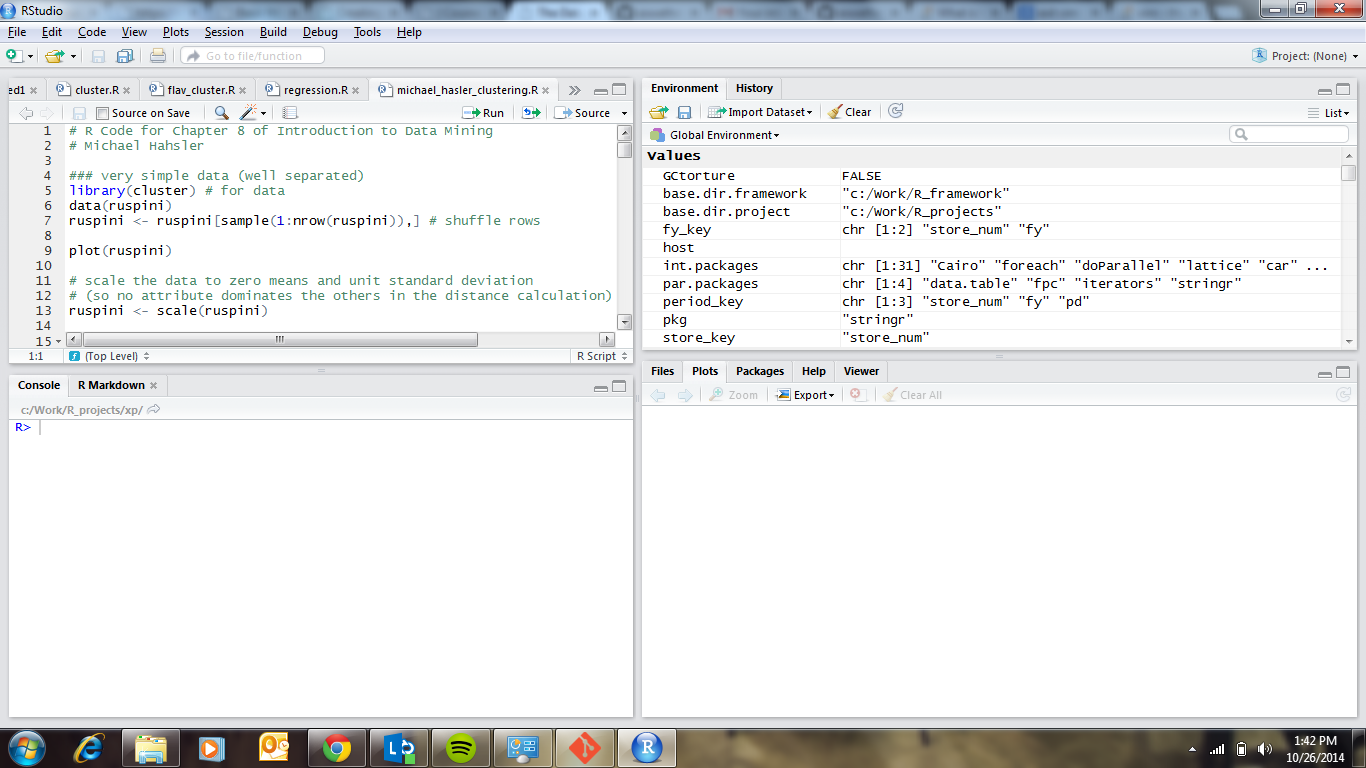 RStudio
File Edit Code View Plots Session Build Debug Tools Help
Go to file/function
Project: (None)
ed1 cluster.R flav_cluster.R regression.R michael_hasler_clustering.R
Source on Save Run Source
1 # R Code for Chapter 8 of Introduction to Data Mining
2 # Michael Hahsler
3
4 ### very simple data (well separated)
5 library(cluster) # for data
6 data(ruspini)
7 ruspini <- ruspini[sample(1:nrow(ruspini)),] # shuffle rows
8
9 plot(ruspini)
10
11 # scale the data to zero means and unit standard deviation
12 # (so no attribute dominates the others in the distance calculation)
13 ruspini <- scale(ruspini)
14
15
1:1 (Top Level) R Script
Console R Markdown
c:/Work/R_projects/xp/
R>
Environment History
Import Dataset Clear List
Global Environment
Values
GCtorture FALSE
base.dir.framework "c:/Work/R_framework"
base.dir.project "c:/Work/R_projects"
fy_key chr [1:2] "store_num" "fy"
host
int.packages chr [1:31] "Cairo" "foreach" "doParallel" "lattice" "car" ...
par.packages chr [1:4] "data.table" "fpc" "iterators" "stringr"
period_key chr [1:3] "store_num" "fy" "pd"
pkg "stringr"
store_key "store_num"
Files Plots Packages Help Viewer
Zoom Export Clear All
1:42 PM
10/26/2014